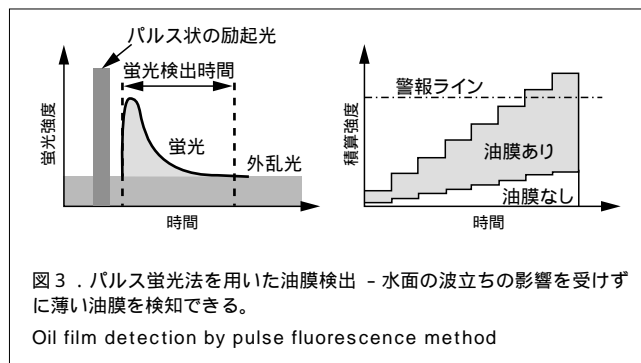 パルス状の励起光
蛍光検出時間
蛍光強度
蛍光
外乱光
時間
警報ライン
積算強度
油膜あり
油膜なし
時間
図3．パルス蛍光法を用いた油膜検出 － 水面の波立ちの影響を受けず
に薄い油膜を検知できる。
Oil film detection by pulse fluorescence method